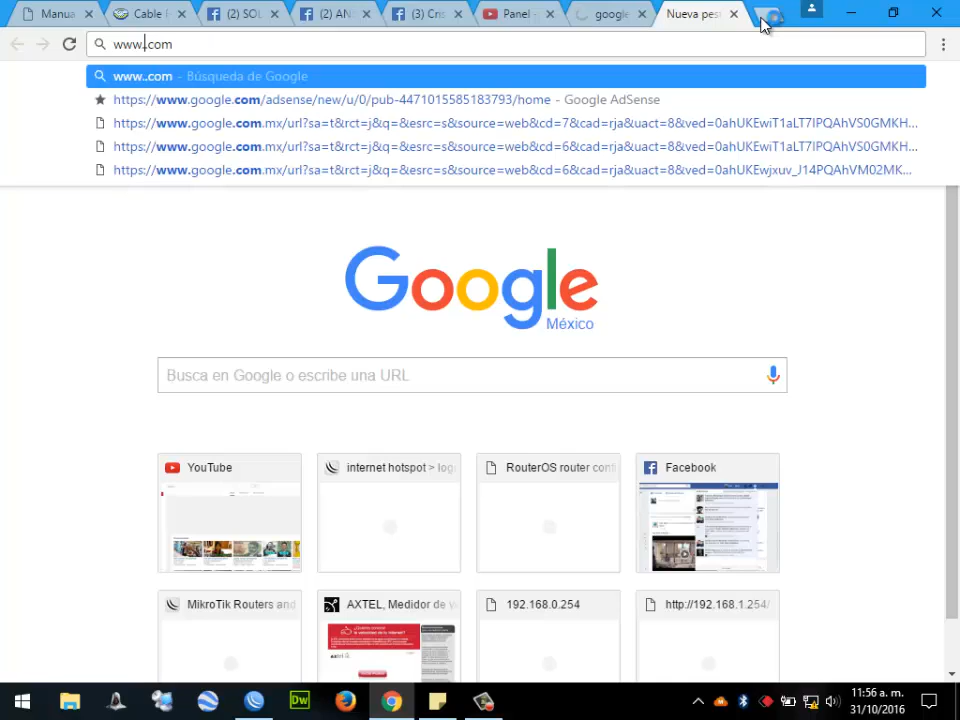 Manua
Cable F
(2) SOL
(2) AN
(3) Cris
Panel -
google
Nueva pest
www.com
www..com - Búsqueda de Google
https://www.google.com/adsense/new/u/0/pub-4471015585183793/home - Google AdSense
https://www.google.com.mx/url?sa=t&rct=j&q=&esrc=s&source=web&cd=7&cad=rja&uact=8&ved=0ahUKEwiT1aLT7IPQAhVS0GMKH...
https://www.google.com.mx/url?sa=t&rct=j&q=&esrc=s&source=web&cd=6&cad=rja&uact=8&ved=0ahUKEwiT1aLT7IPQAhVS0GMKH...
https://www.google.com.mx/url?sa=t&rct=j&q=&esrc=s&source=web&cd=6&cad=rja&uact=8&ved=0ahUKEwjxuv_J14PQAhVM02MK...
Google
México
Busca en Google o escribe una URL
YouTube
internet hotspot > log
RouterOS router conf
Facebook
MikroTik Routers and
AXTEL, Medidor de v
192.168.0.254
http://192.168.1.254/
axtel
Dw
11:56 a. m.
31/10/2016